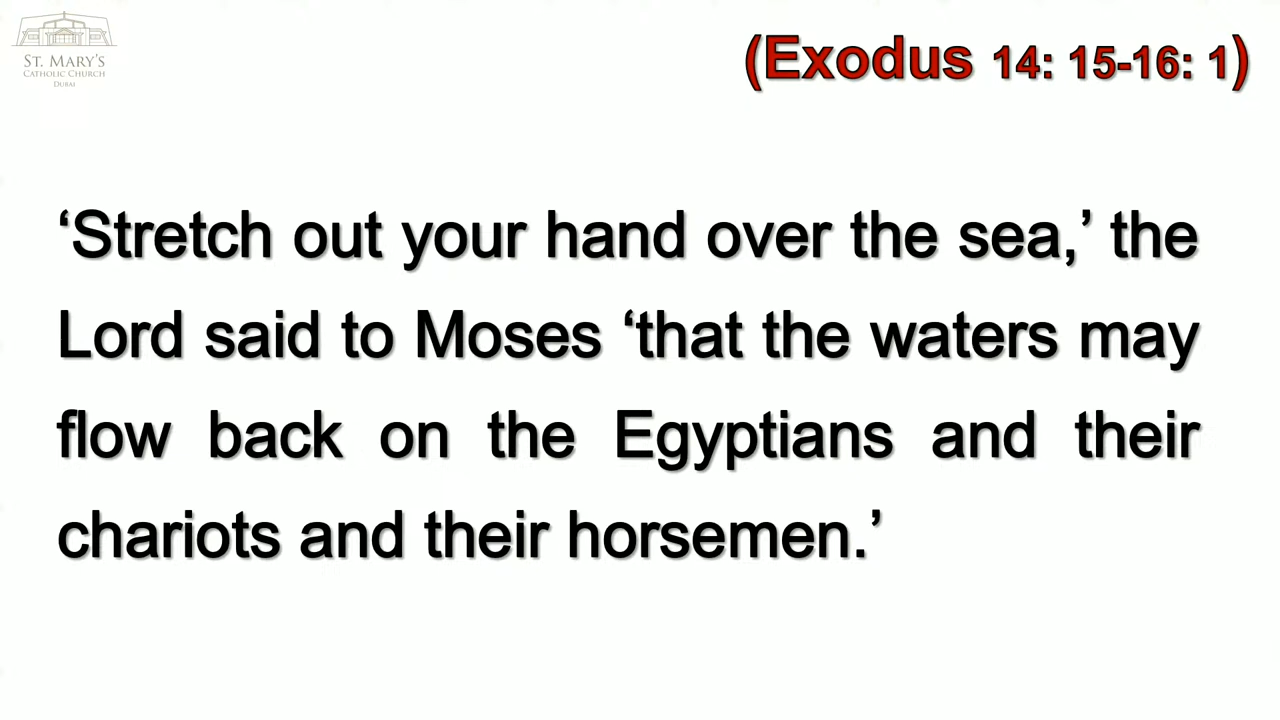 ST. MARY'S
CATHOLIC CHURCH
DUBAI
(Exodus 14: 15-16: 1)
‘Stretch out your hand over the sea,’ the
Lord said to Moses ‘that the waters may
flow back on the Egyptians and their
chariots and their horsemen.’